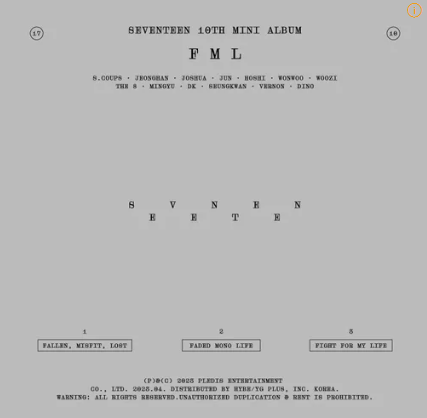 17
SEVENTEEN 10TH MINI ALBUM
10
F M L
S.COUPS · JEONGHAN · JOSHUA · JUN · HOSHI · WONWOO · WOOZI
THE 8 · MINGYU · DK · SEUNGKWAN · VERNON · DINO
S V N E N
E E T E
1
2
3
FALLEN, MISFIT, LOST
FADED MONO LIFE
FIGHT FOR MY LIFE
(P)@(C) 2023 PLEDIS ENTERTAINMENT
CO., LTD. 2023.04. DISTRIBUTED BY HYBE/YG PLUS, INC. KOREA.
WARNING: ALL RIGHTS RESERVED.UNAUTHORIZED DUPLICATION & RENT IS PROHIBITED.